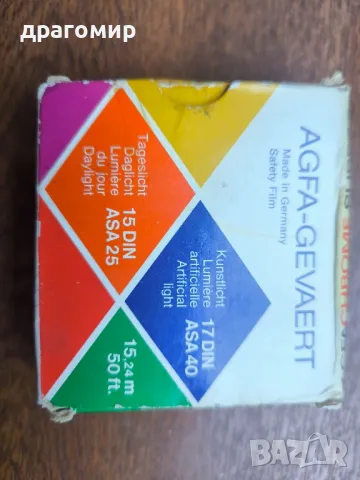 драгомир
AGFA-GEVAERT
Made in Germany
Safety Film
Kunstlicht
Lumière
artificielle
Artificial
light
17 DIN
ASA 40
Tageslicht
Daglicht
Lumière
du jour
Daylight
15 DIN
ASA 25
15,24 m
50 ft.
BAZAR